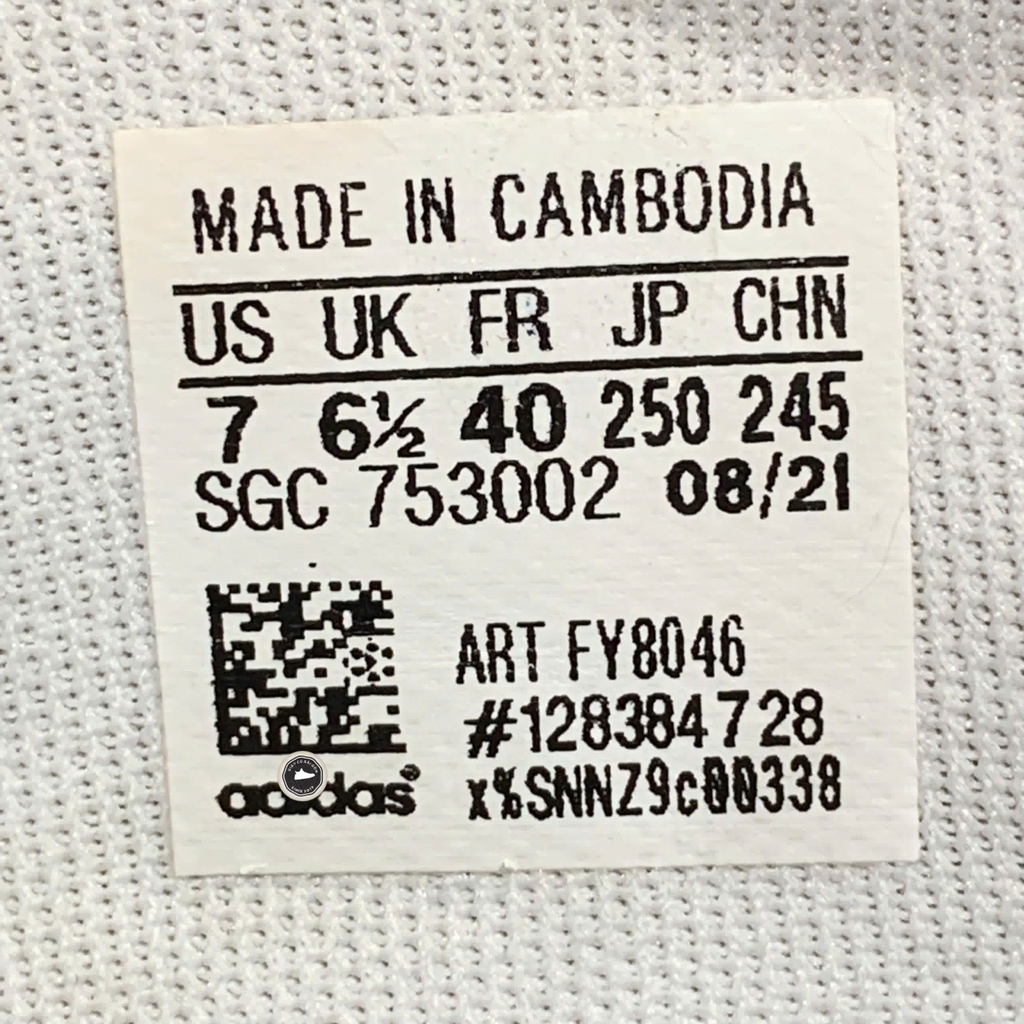 MADE IN CAMBODIA
US UK FR JP CHN
7 6½ 40 250 245
SGC 753002 08/21
ART FY8046
#128384728
x%SNNZ9c00338
adidas®